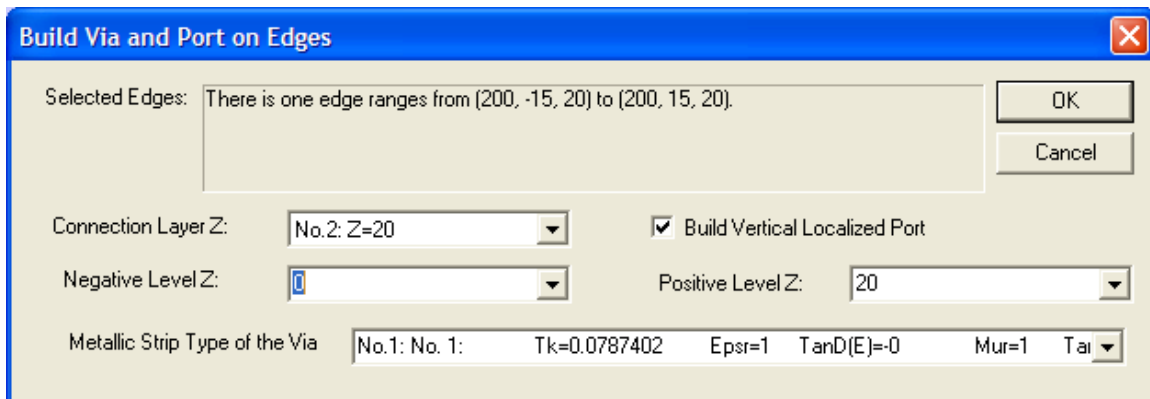 Build Via and Port on Edges
Selected Edges: There is one edge ranges from (200, -15, 20) to (200, 15, 20).
OK
Cancel
Connection Layer Z: No.2: Z=20
Build Vertical Localized Port
Negative Level Z: 0
Positive Level Z: 20
Metallic Strip Type of the Via No.1: No. 1: Tk=0.0787402 Epsr=1 TanD(E)=-0 Mur=1 Tai